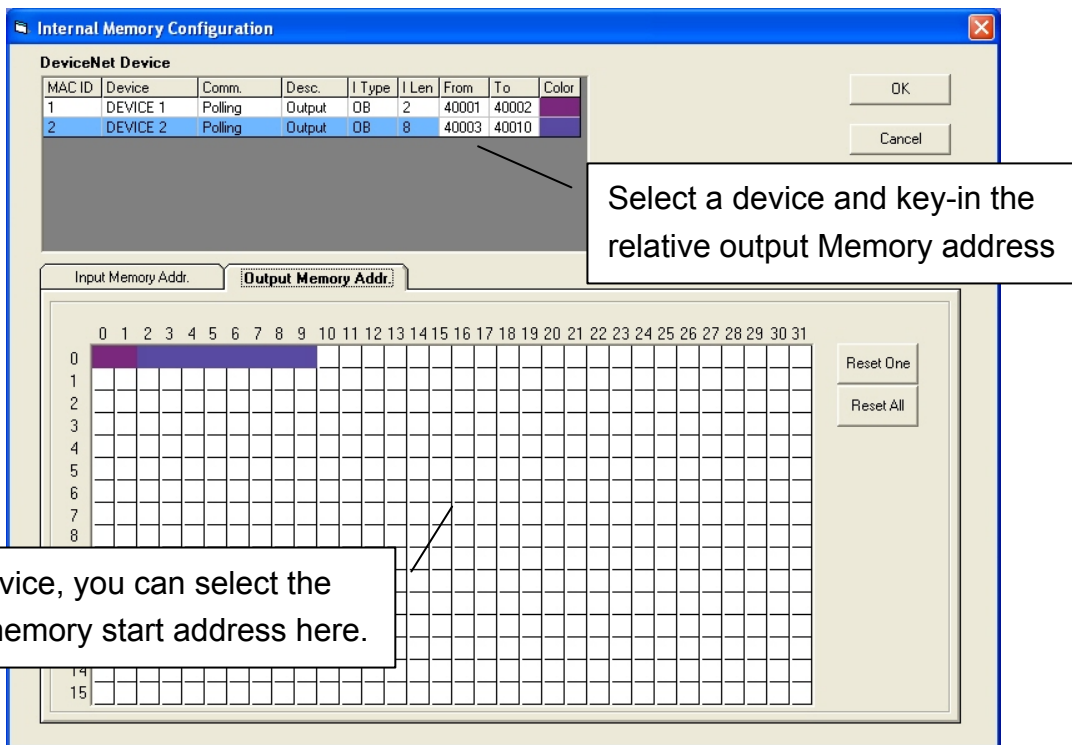 Internal Memory Configuration
DeviceNet Device
MAC ID Device Comm. Desc. I Type I Len From To Color
1 DEVICE 1 Polling Output OB 2 40001 40002
2 DEVICE 2 Polling Output OB 8 40003 40010
OK
Cancel
Select a device and key-in the
relative output Memory address
Input Memory Addr. Output Memory Addr.
0 1 2 3 4 5 6 7 8 9 10 11 12 13 14 15 16 17 18 19 20 21 22 23 24 25 26 27 28 29 30 31
0
1
2
3
4
5
6
7
8
Reset One
Reset All
you can select the
start address here.
14
15